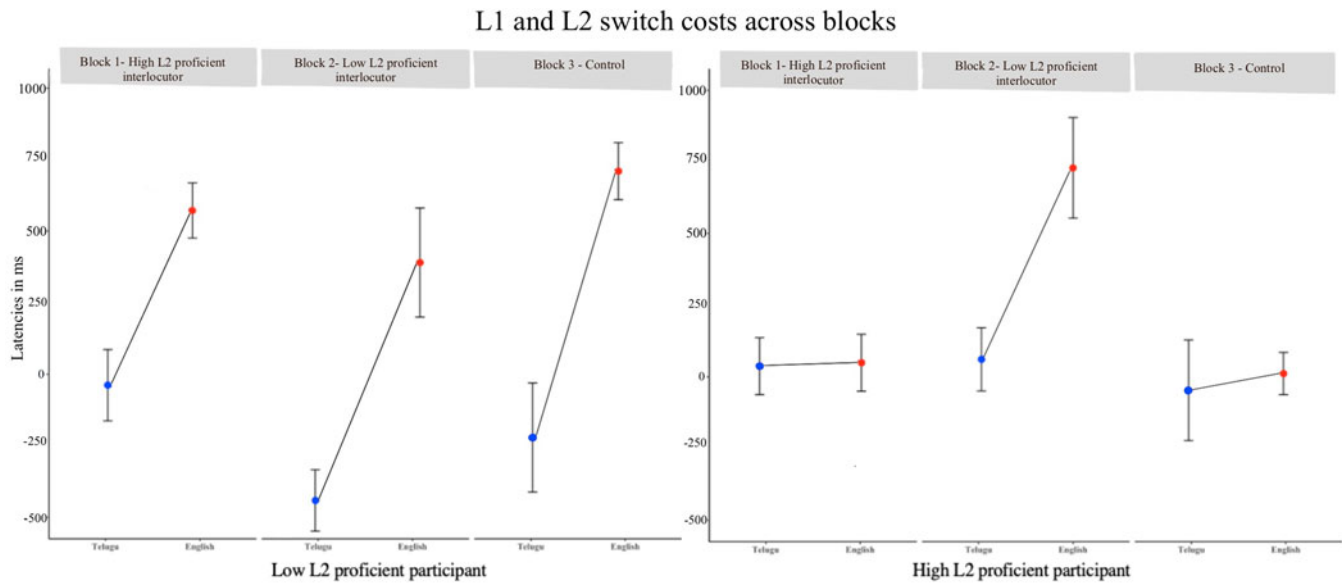 L1 and L2 switch costs across blocks
Block 1- High L2 proficient
interlocutor
Block 2- Low L2 proficient
interlocutor
Block 3 - Control
Block 1- High L2 proficient
interlocutor
Block 2- Low L2 proficient
interlocutor
Block 3 - Control
Latencies in ms
1000
750
500
250
0
-250
-500
1000
750
500
250
0
-250
-500
Telugu English Telugu English Telugu English
Telugu English Telugu English Telugu English
Low L2 proficient participant
High L2 proficient participant